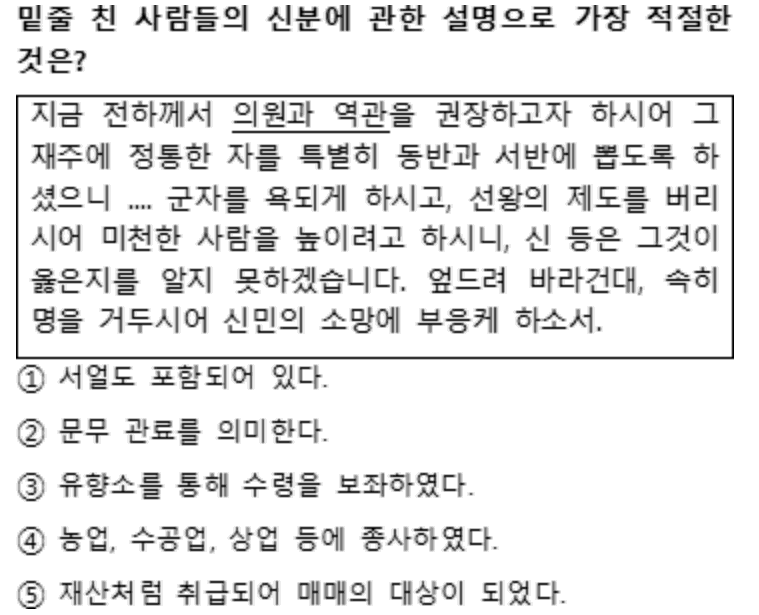 밑줄 친 사람들의 신분에 관한 설명으로 가장 적절한
것은?
지금 전하께서 의원과 역관을 권장하고자 하시어 그
재주에 정통한 자를 특별히 동반과 서반에 뽑도록 하
셨으니 .... 군자를 욕되게 하시고, 선왕의 제도를 버리
시어 미천한 사람을 높이려고 하시니, 신 등은 그것이
옳은지를 알지 못하겠습니다. 엎드려 바라건대, 속히
명을 거두시어 신민의 소망에 부응케 하소서.
① 서얼도 포함되어 있다.
② 문무 관료를 의미한다.
③ 유향소를 통해 수령을 보좌하였다.
④ 농업, 수공업, 상업 등에 종사하였다.
⑤ 재산처럼 취급되어 매매의 대상이 되었다.